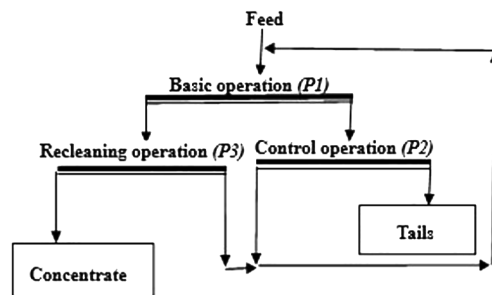 Feed
Basic operation (P1)
Recleaning operation (P3)
Control operation (P2)
Tails
Concentrate